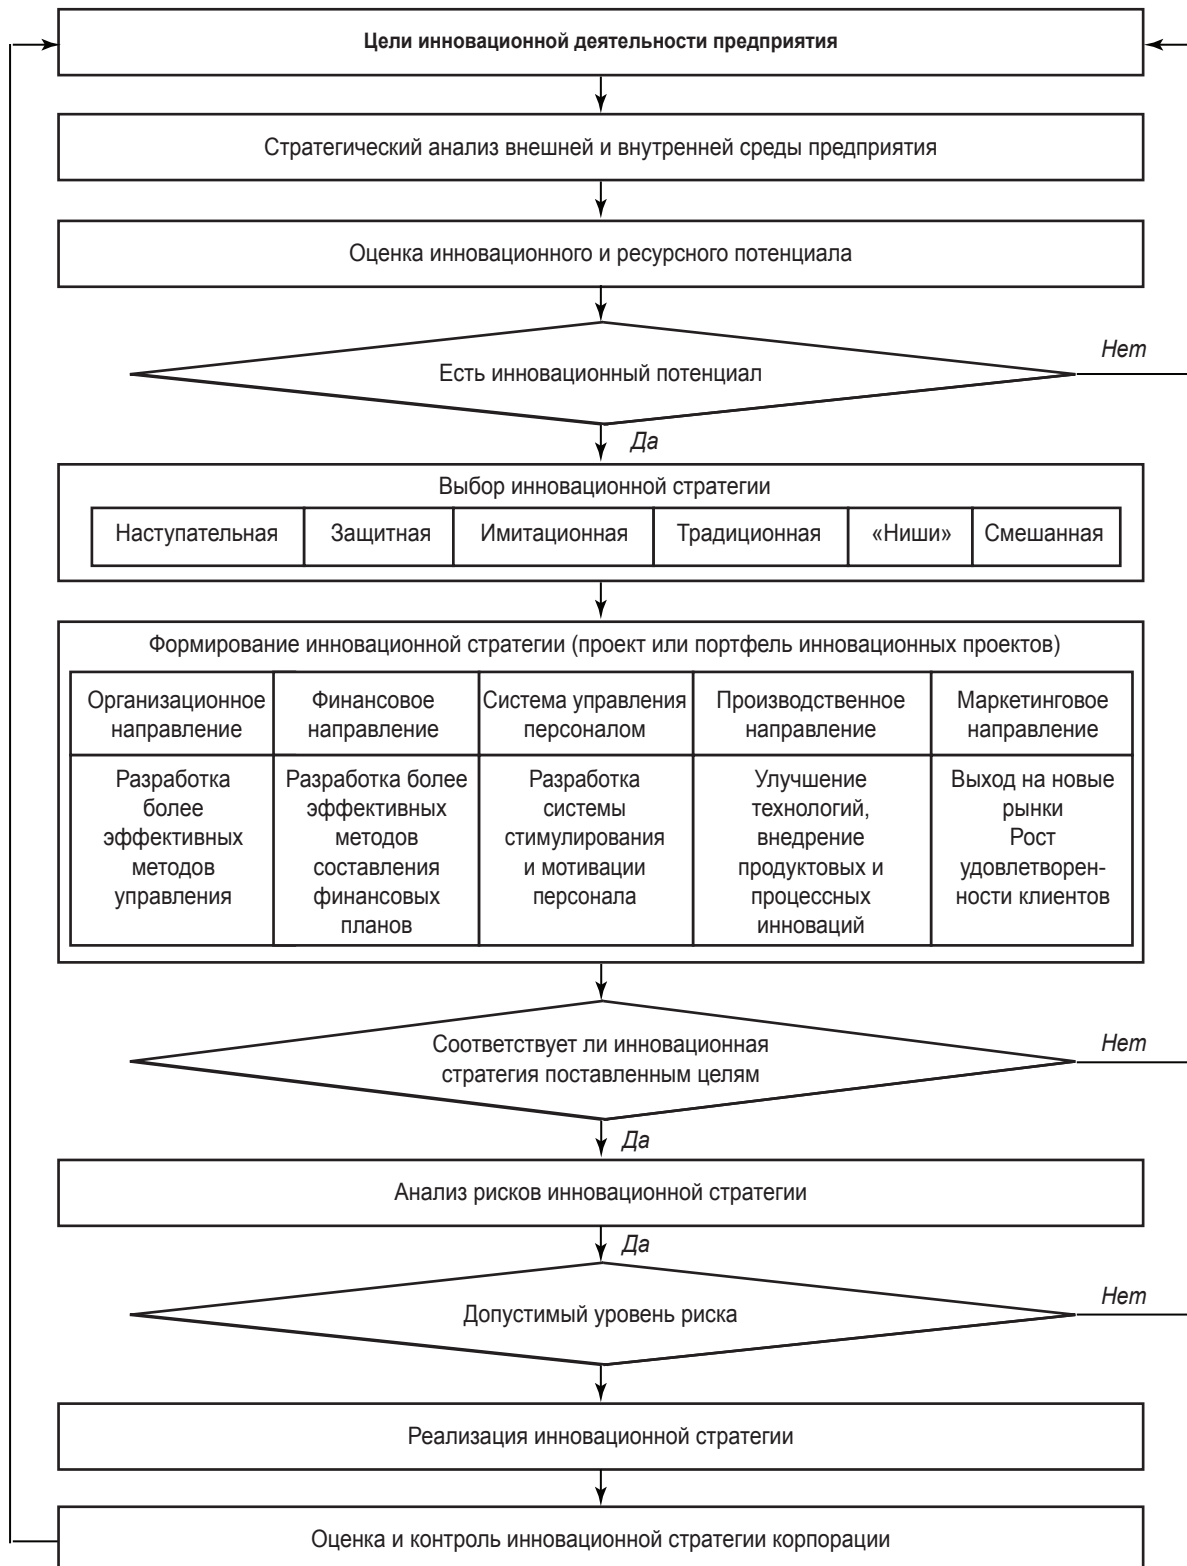 Цели инновационной деятельности предприятия
Стратегический анализ внешней и внутренней среды предприятия
Оценка инновационного и ресурсного потенциала
Есть инновационный потенциал
Нет
Да
Выбор инновационной стратегии
Наступательная
Защитная
Имитационная
Традиционная
«Ниши»
Смешанная
Формирование инновационной стратегии (проект или портфель инновационных проектов)
Организационное
направление
Финансовое
направление
Система управления
персоналом
Производственное
направление
Маркетинговое
направление
Разработка
более
эффективных
методов
управления
Разработка более
эффективных
методов
составления
финансовых
планов
Разработка
системы
стимулирования
и мотивации
персонала
Улучшение
технологий,
внедрение
продуктовых и
процессных
инноваций
Выход на новые
рынки
Рост
удовлетворен-
ности клиентов
Соответствует ли инновационная
стратегия поставленным целям
Нет
Да
Анализ рисков инновационной стратегии
Да
Допустимый уровень риска
Нет
Реализация инновационной стратегии
Оценка и контроль инновационной стратегии корпорации